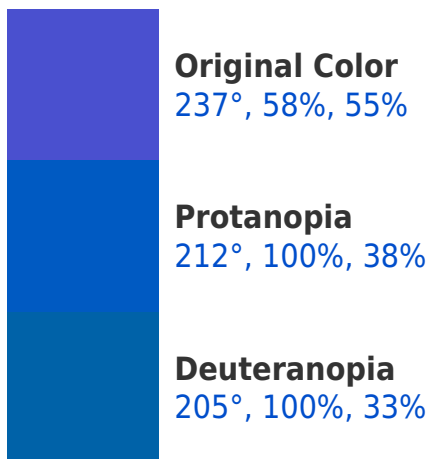 Original Color
237°, 58%, 55%
Protanopia
212°, 100%, 38%
Deuteranopia
205°, 100%, 33%